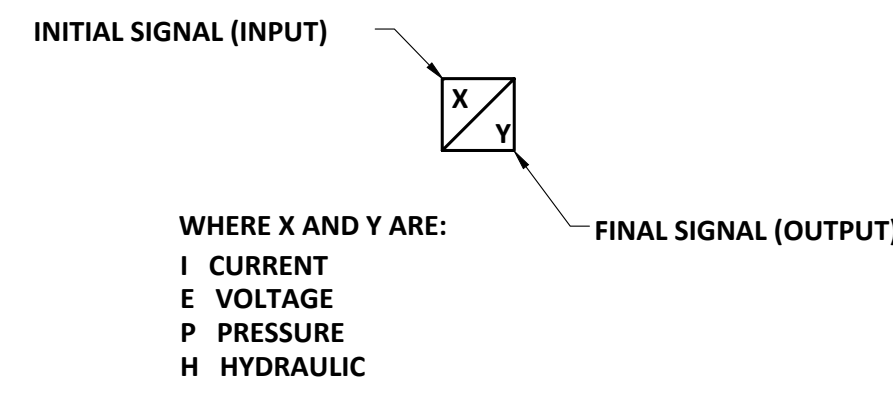 INITIAL SIGNAL (INPUT)
X
Y
FINAL SIGNAL (OUTPUT)
WHERE X AND Y ARE:
I CURRENT
E VOLTAGE
P PRESSURE
H HYDRAULIC